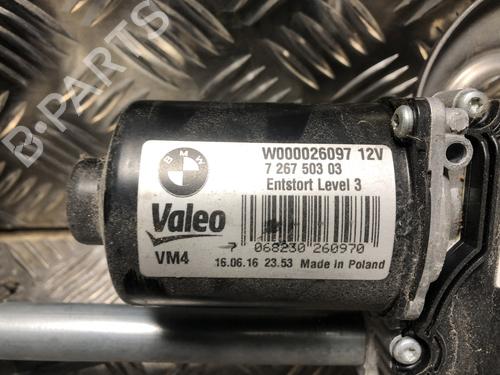 B-PARTS
BMW
W000026097 12V
7 267 503 03
Entstort Level 3
Valeo
7 068230 260970
VM4
16.06.16 23.53 Made in Poland